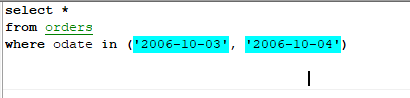 select *
from orders
where odate in ('2006-10-03', '2006-10-04')